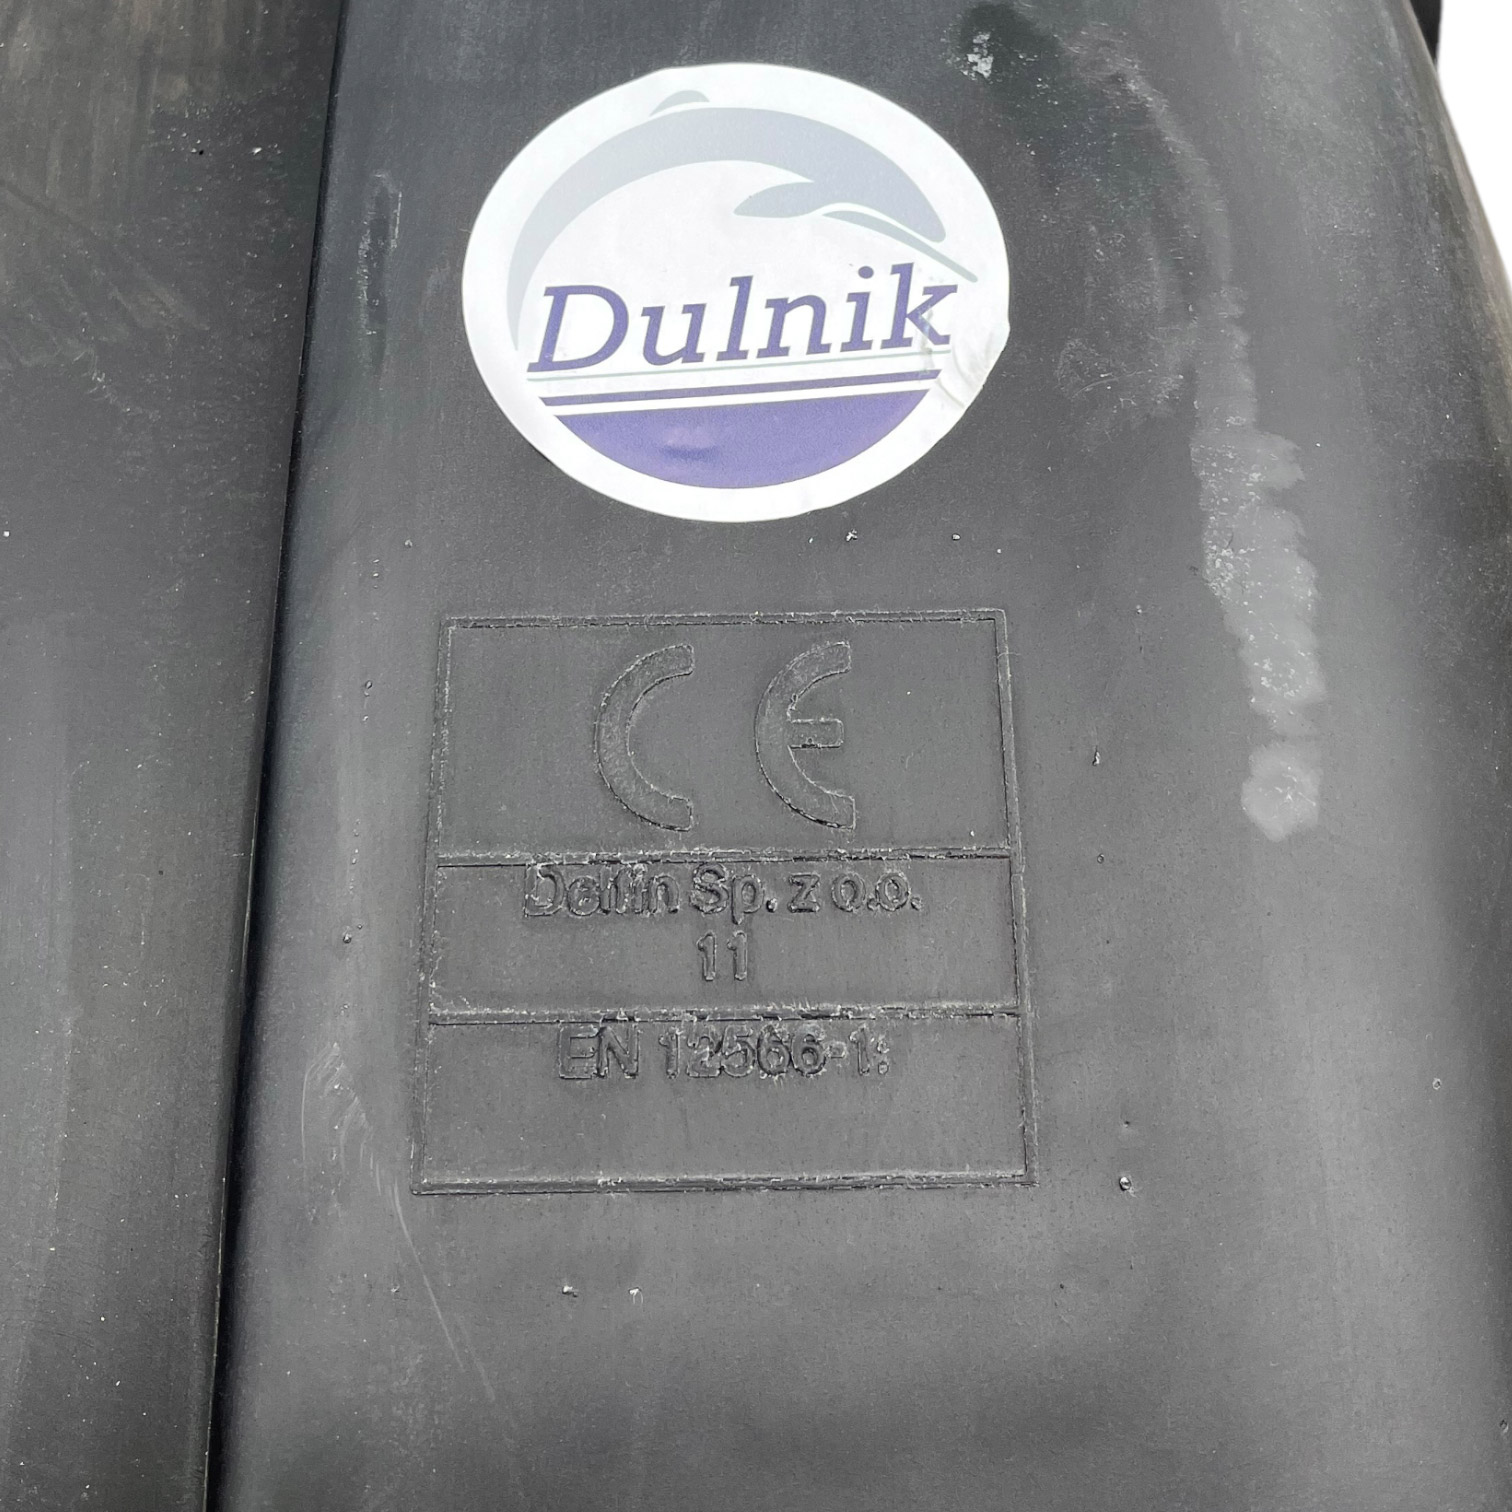 Dulnik
CE
Delfin Sp. z o.o.
11
EN 12566-1: